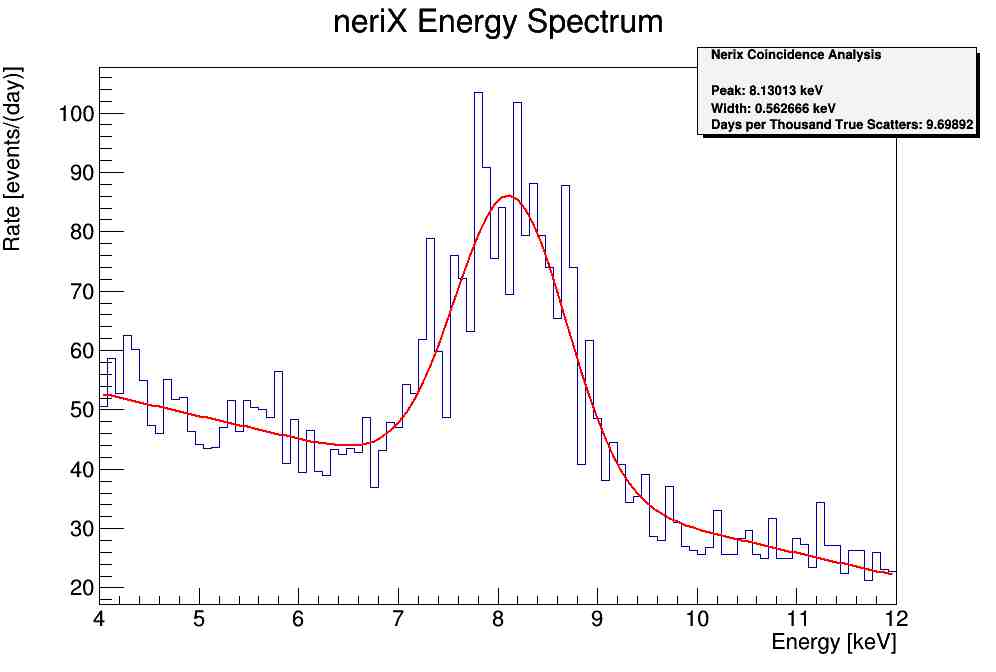 neriX Energy Spectrum
Nerix Coincidence Analysis
Peak: 8.13013 keV
Width: 0.562666 keV
Days per Thousand True Scatters: 9.69892
Rate [events/(day)]
100
90
80
70
60
50
40
30
20
4 5 6 7 8 9 10 11 12
Energy [keV]